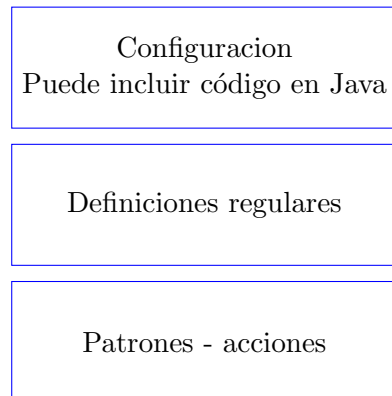 Configuracion
Puede incluir código en Java
Definiciones regulares
Patrones - acciones